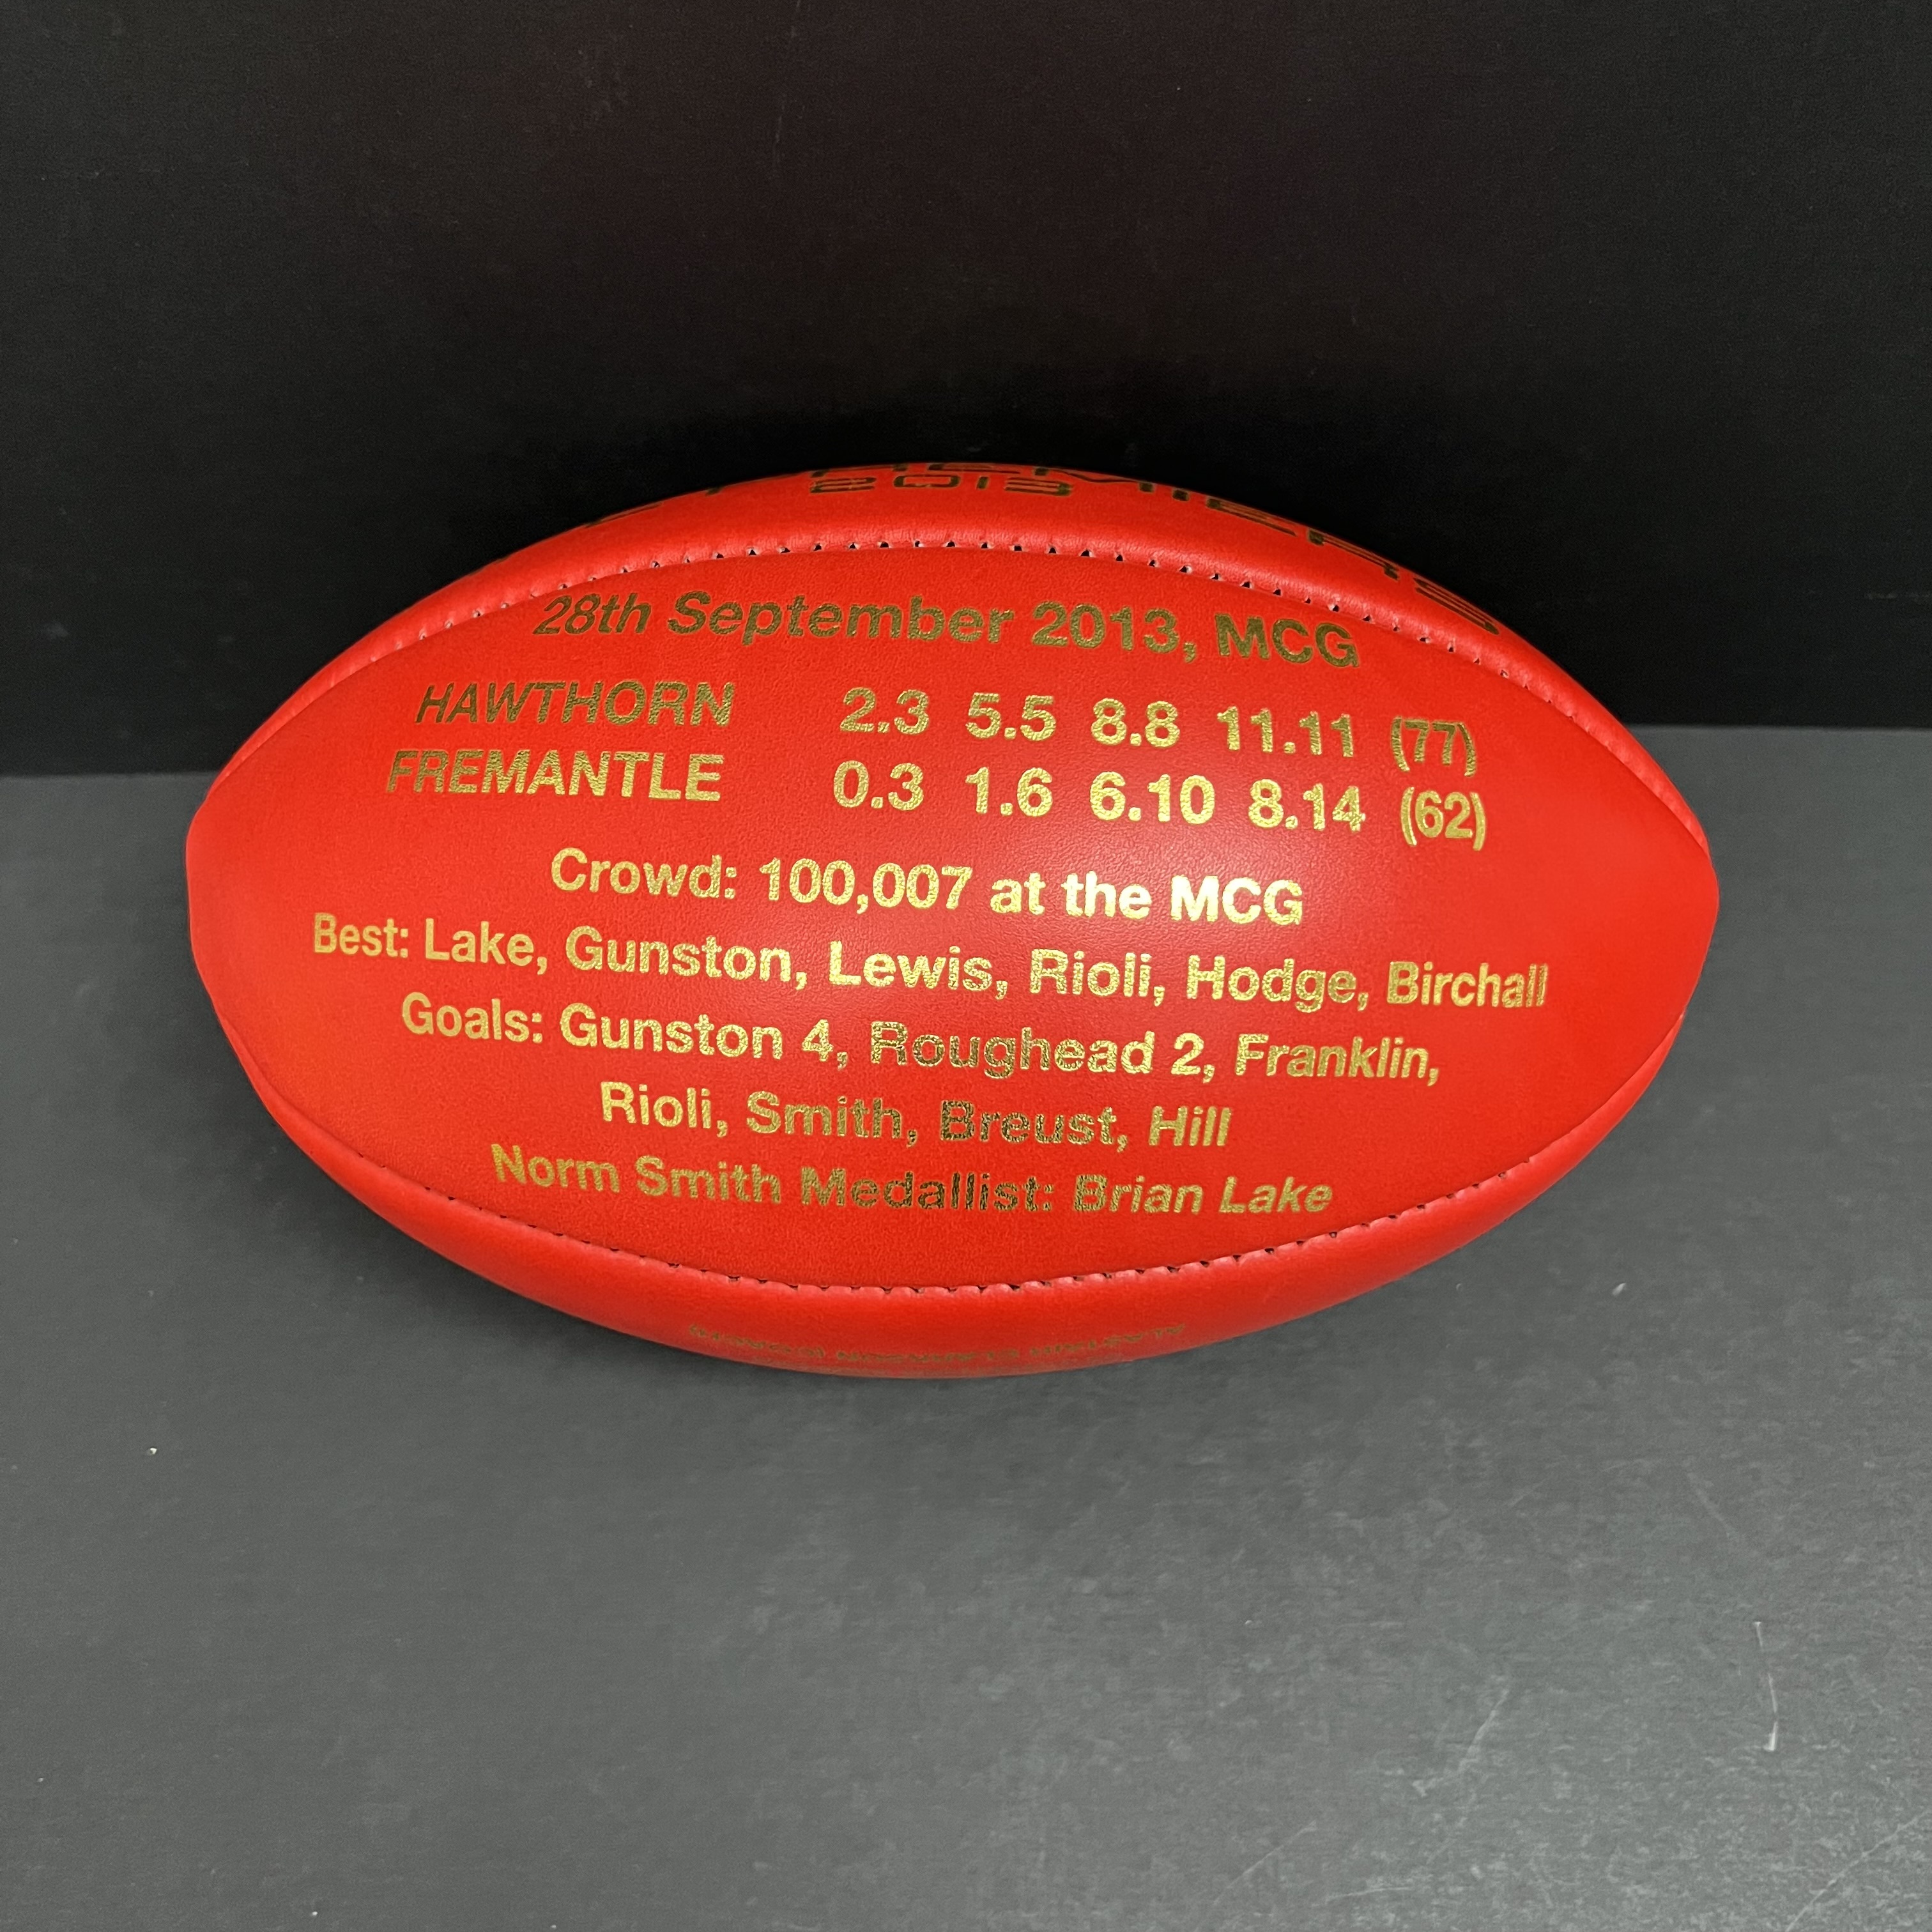 PREMIERS
2013
28th September 2013, MCG
HAWTHORN 2.3 5.5 8.8 11.11 (77)
FREMANTLE 0.3 1.6 6.10 8.14 (62)
Crowd: 100,007 at the MCG
Best: Lake, Gunston, Lewis, Rioli, Hodge, Birchall
Goals: Gunston 4, Roughead 2, Franklin,
Rioli, Smith, Breust, Hill
Norm Smith Medallist: Brian Lake